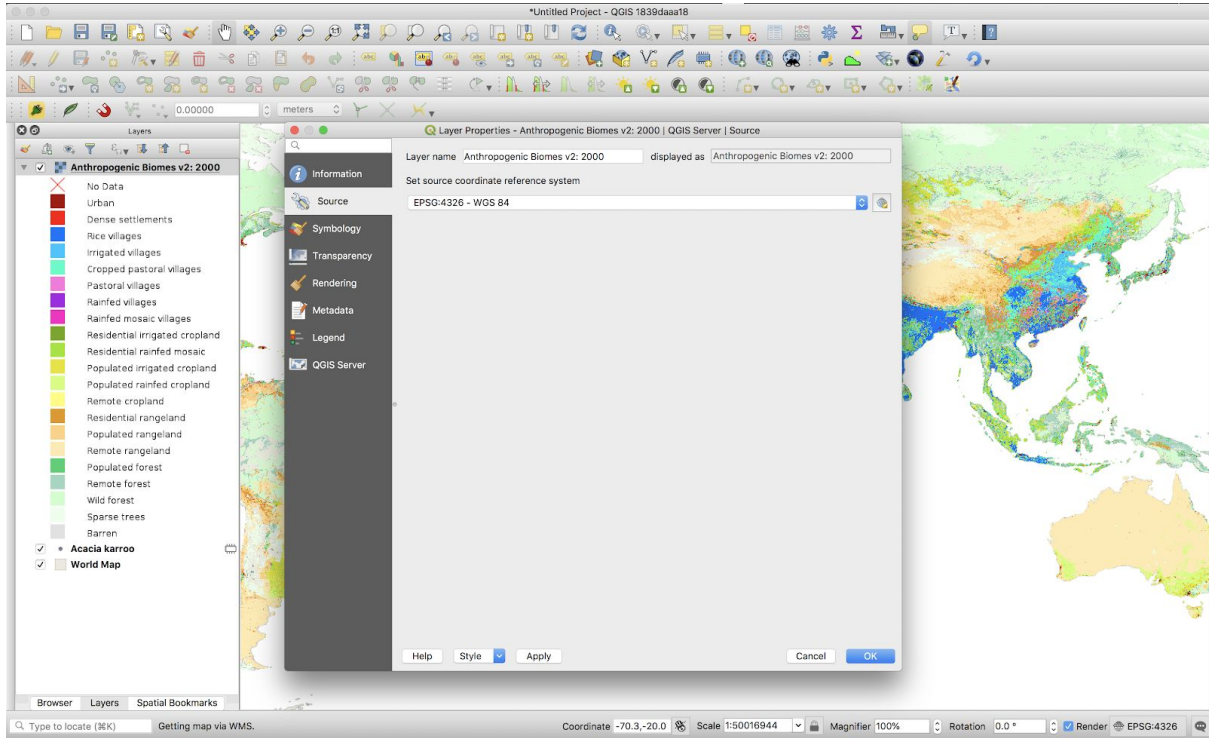 *Untitled Project - QGIS 1839daaa18
0.00000 meters
Layers
Anthropogenic Biomes v2: 2000
No Data
Urban
Dense settlements
Rice villages
Irrigated villages
Cropped pastoral villages
Pastoral villages
Rainfed villages
Rainfed mosaic villages
Residential irrigated cropland
Residential rainfed mosaic
Populated irrigated cropland
Populated rainfed cropland
Remote cropland
Residential rangeland
Populated rangeland
Remote rangeland
Populated forest
Remote forest
Wild forest
Sparse trees
Barren
Acacia karroo
World Map
Browser Layers Spatial Bookmarks
Layer Properties - Anthropogenic Biomes v2: 2000 | QGIS Server | Source
Information
Source
Symbology
Transparency
Rendering
Metadata
Legend
QGIS Server
Layer name Anthropogenic Biomes v2: 2000 displayed as Anthropogenic Biomes v2: 2000
Set source coordinate reference system
EPSG:4326 - WGS 84
Help Style Apply Cancel OK
Type to locate (⌘K) Getting map via WMS. Coordinate -70.3,-20.0 Scale 1:50016944 Magnifier 100% Rotation 0.0 ° Render EPSG:4326